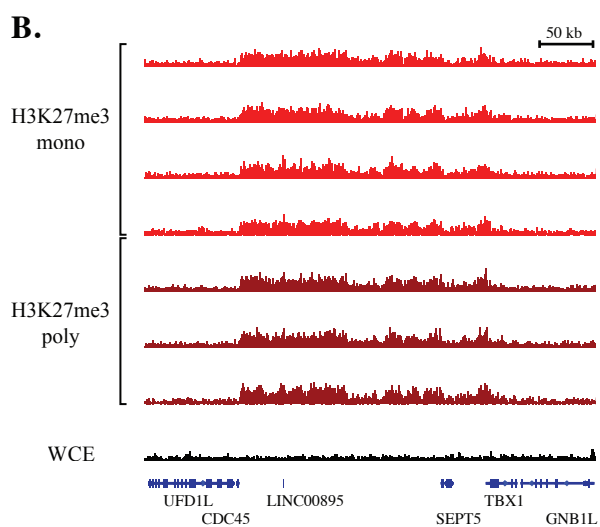 B.
50 kb
H3K27me3
mono
H3K27me3
poly
WCE
UFD1L
LINC00895
TBX1
CDC45
SEPT5
GNB1L